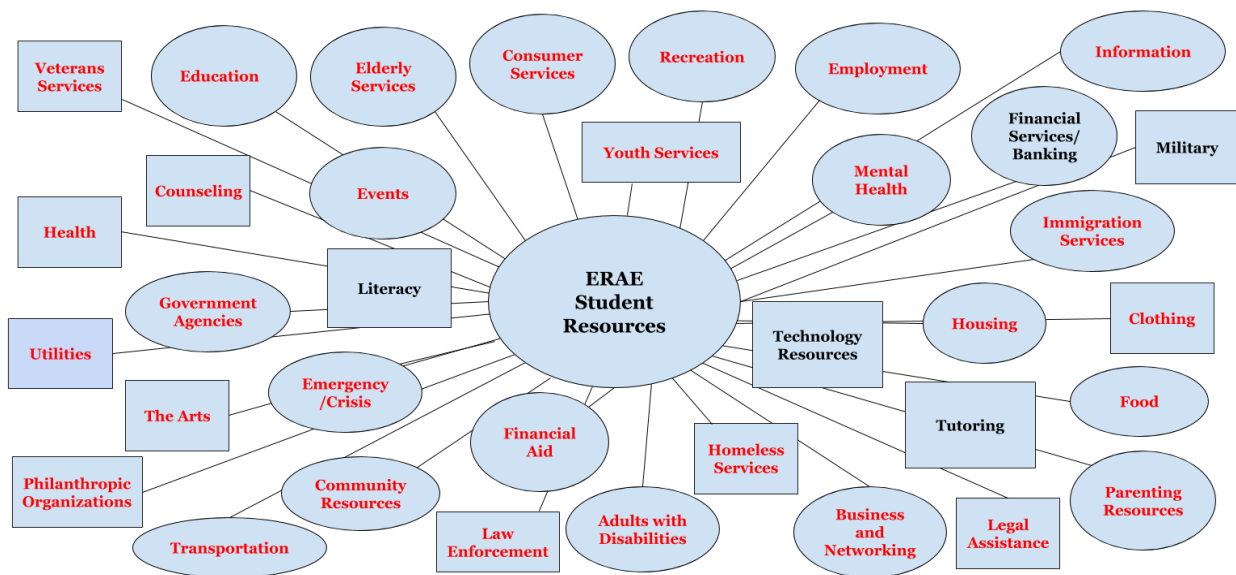 Veterans
Services
Education
Elderly
Services
Consumer
Services
Recreation
Employment
Information
Financial
Services/
Banking
Military
Youth Services
Mental
Health
Counseling
Events
Health
Immigration
Services
Literacy
ERAE
Student
Resources
Government
Agencies
Technology
Resources
Housing
Clothing
Utilities
The Arts
Emergency
/Crisis
Financial
Aid
Homeless
Services
Tutoring
Food
Philanthropic
Organizations
Community
Resources
Parenting
Resources
Transportation
Law
Enforcement
Adults with
Disabilities
Business
and
Networking
Legal
Assistance